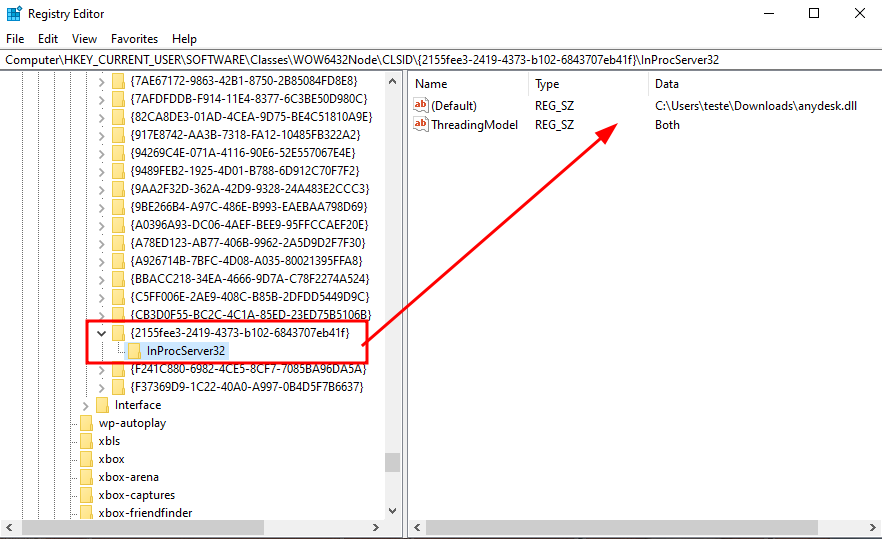 Registry Editor
File Edit View Favorites Help
Computer\HKEY_CURRENT_USER\SOFTWARE\Classes\WOW6432Node\CLSID\{2155fee3-2419-4373-b102-6843707eb41f}\InProcServer32
{7AE67172-9863-42B1-8750-2B85084FD8E8}
{7AFDFDDB-F914-11E4-8377-6C3BE50D980C}
{82CA8DE3-01AD-4CEA-9D75-BE4C51810A9E}
{917E8742-AA3B-7318-FA12-10485FB322A2}
{94269C4E-071A-4116-90E6-52E557067E4E}
{9489FEB2-1925-4D01-B788-6D912C70F7F2}
{9AA2F32D-362A-42D9-9328-24A483E2CCC3}
{9BE266B4-A97C-486E-B993-EAEBAA798D69}
{A0396A93-DC06-4AEF-BEE9-95FFCCAEF20E}
{A78ED123-AB77-406B-9962-2A5D9D2F7F30}
{A926714B-7BFC-4D08-A035-80021395FFA8}
{BBACC218-34EA-4666-9D7A-C78F2274A524}
{C5FF006E-2AE9-408C-B85B-2DFDD5449D9C}
{CB3D0F55-BC2C-4C1A-85ED-23ED75B5106B}
{2155fee3-2419-4373-b102-6843707eb41f}
InProcServer32
{F241C880-6982-4CE5-8CF7-7085BA96DA5A}
{F37369D9-1C22-40A0-A997-0B4D5F7B6637}
Interface
wp-autoplay
xbls
xbox
xbox-arena
xbox-captures
xbox-friendfinder
Name Type Data
(Default) REG_SZ C:\Users\teste\Downloads\anydesk.dll
ThreadingModel REG_SZ Both